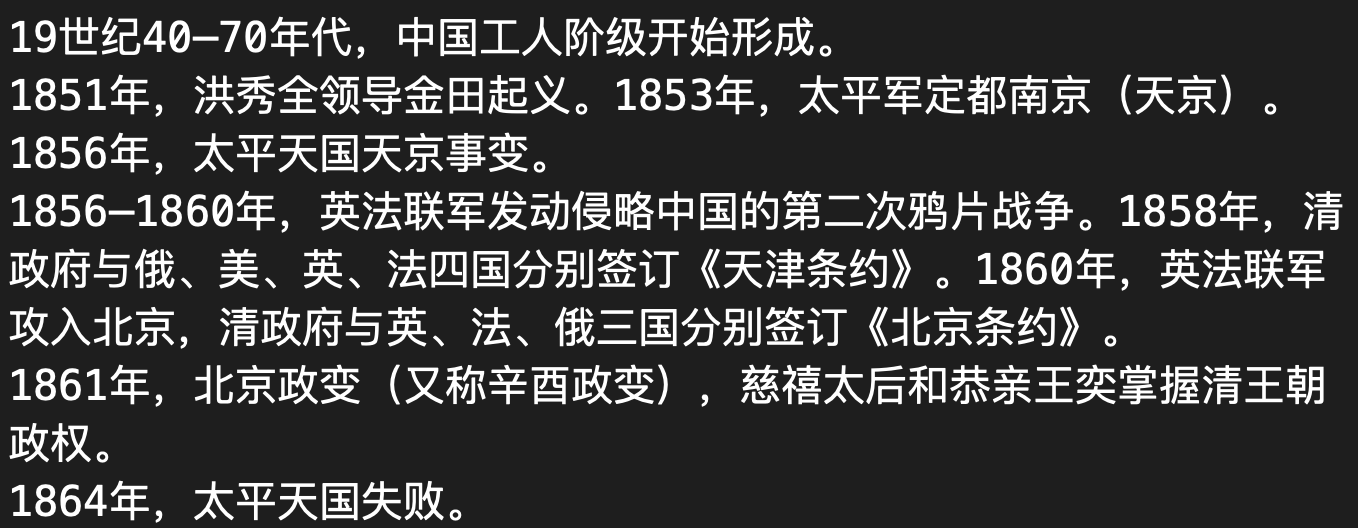 19世纪40—70年代，中国工人阶级开始形成。
1851年，洪秀全领导金田起义。1853年，太平军定都南京（天京）。
1856年，太平天国天京事变。
1856—1860年，英法联军发动侵略中国的第二次鸦片战争。1858年，清
政府与俄、美、英、法四国分别签订《天津条约》。1860年，英法联军
攻入北京，清政府与英、法、俄三国分别签订《北京条约》。
1861年，北京政变（又称辛酉政变），慈禧太后和恭亲王奕掌握清王朝
政权。
1864年，太平天国失败。